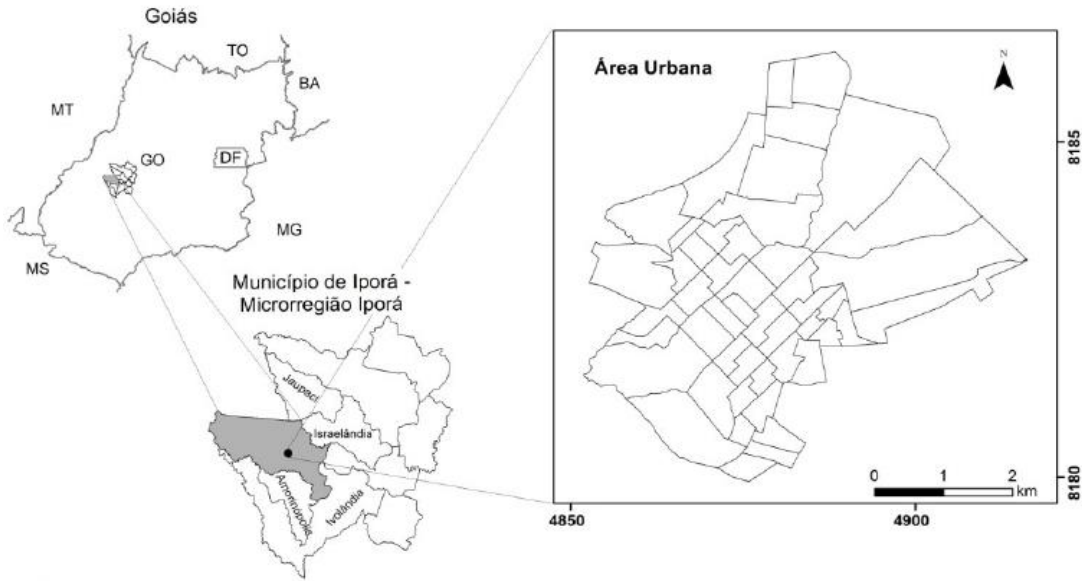 Goiás
TO
BA
MT
GO
DF
MG
MS
Município de Iporá -
Microrregião Iporá
Jaupaci
Israelândia
Amorinópolis
Ivolândia
Área Urbana
N
8185
8180
0 1 2
km
4850
4900